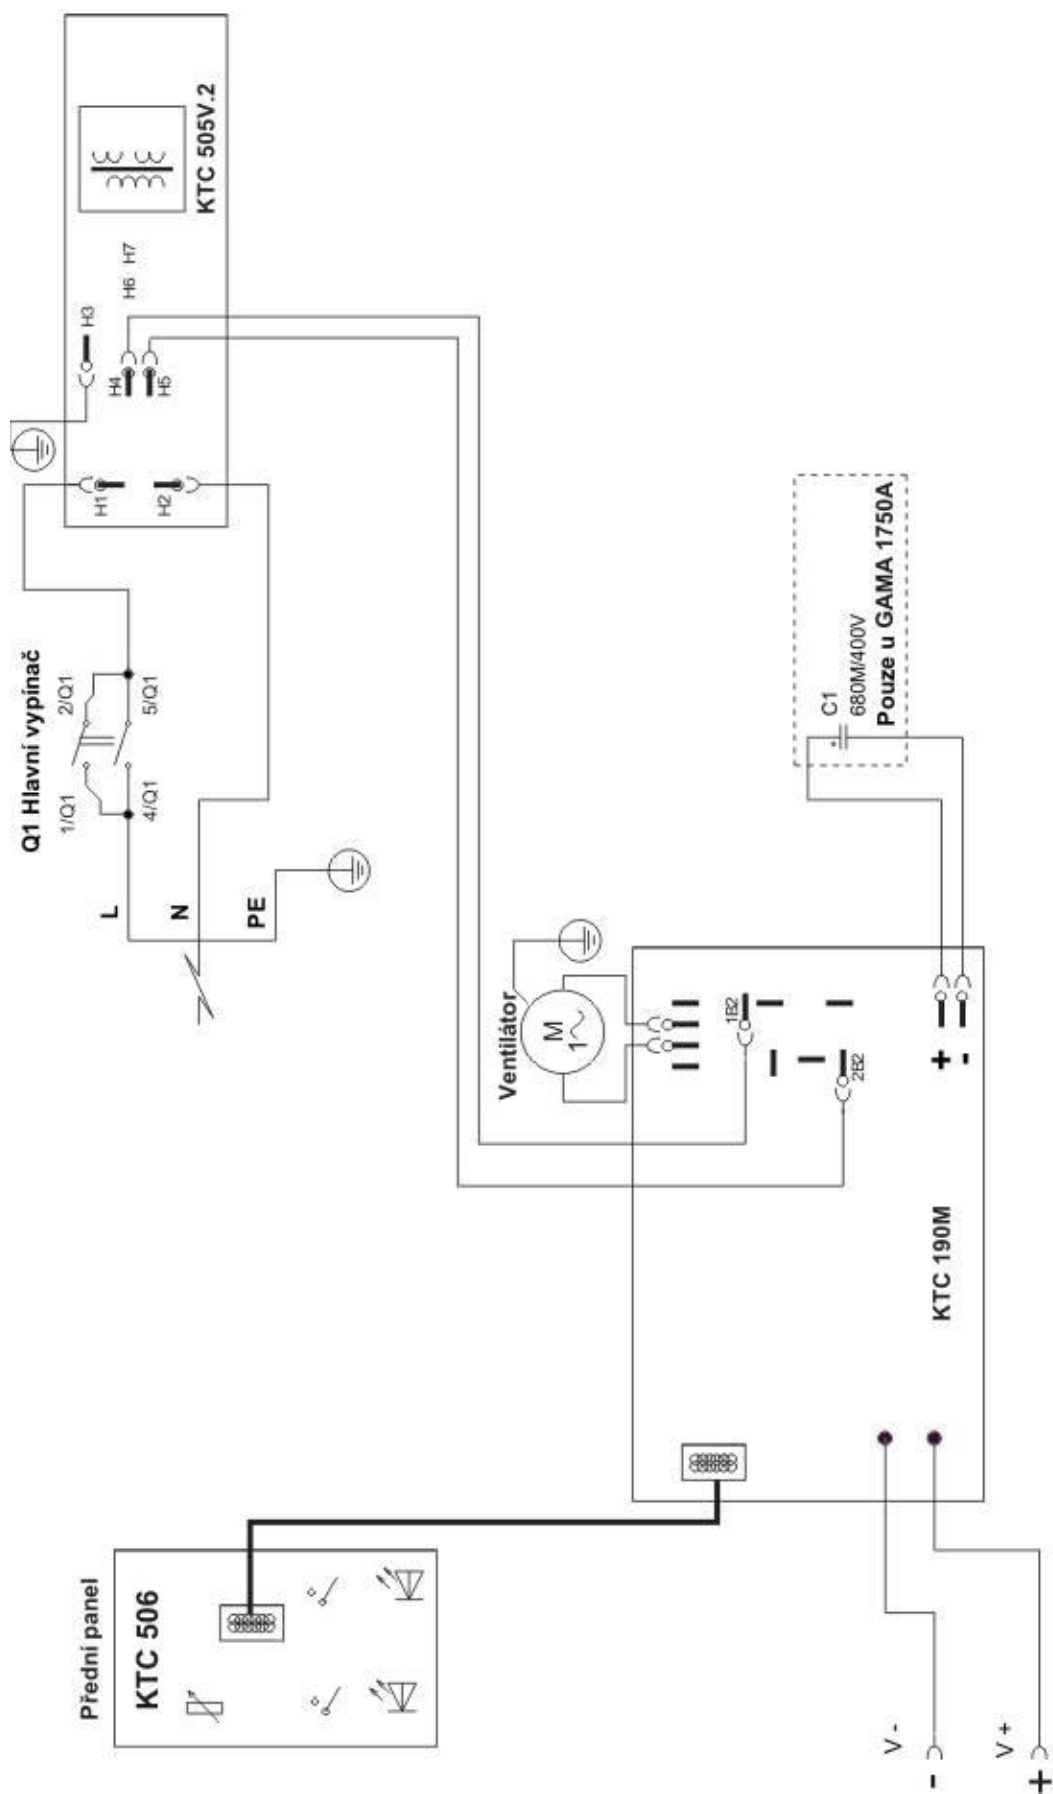 Přední panel
KTC 506
V -
-
V +
+
KTC 190M
Ventilátor
M
1
1B2
2B2
+
-
L
N
PE
Q1 Hlavní vypínač
1/Q1
2/Q1
4/Q1
5/Q1
H1
H2
H3
H4
H5
H6
H7
KTC 505V.2
C1
680M/400V
Pouze u GAMA 1750A